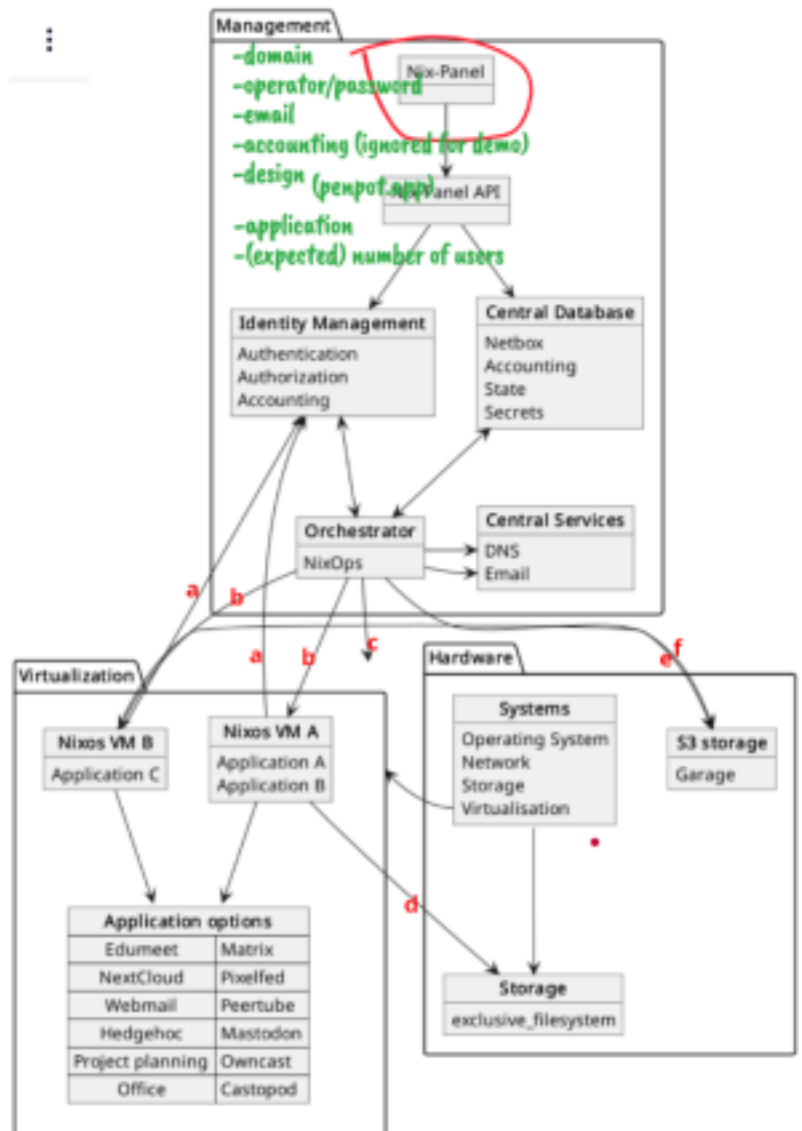 Management
-domain
-operator/password
-email
-accounting (ignored for demo)
-design (penpot.app)
-application
-(expected) number of users
Nix-Panel
Nix-Panel API
Identity Management
Authentication
Authorization
Accounting
Central Database
Netbox
Accounting
State
Secrets
Orchestrator
NixOps
Central Services
DNS
Email
a
b
a
b
c
e
f
Virtualization
Nixos VM B
Application C
Nixos VM A
Application A
Application B
Hardware
Systems
Operating System
Network
Storage
Virtualisation
S3 storage
Garage
d
Application options
Edumeet Matrix
NextCloud Pixelfed
Webmail Peertube
Hedgehoc Mastodon
Project planning Owncast
Office Castopod
Storage
exclusive_filesystem